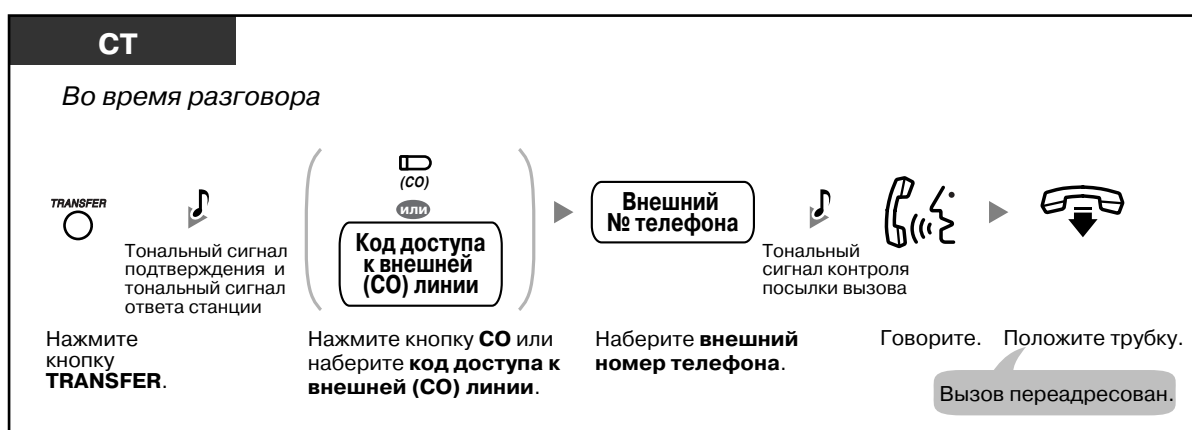 СТ
Во время разговора
TRANSFER
Тональный сигнал
подтверждения и
тональный сигнал
ответа станции
(CO)
или
Код доступа
к внешней
(CO) линии
Внешний
№ телефона
Тональный
сигнал контроля
посылки вызова
Нажмите
кнопку
TRANSFER.
Нажмите кнопку CO или
наберите код доступа к
внешней (CO) линии.
Наберите внешний
номер телефона.
Говорите.
Положите трубку.
Вызов переадресован.